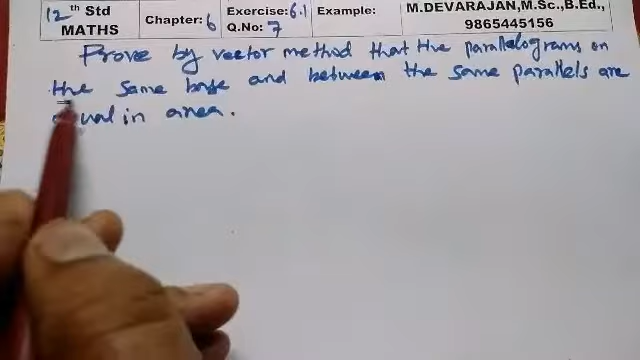 12th Std
MATHS
Chapter: 6
Exercise: 6.1
Q.No: 7
Example:
M.DEVARAJAN,M.Sc.,B.Ed.,
9865445156
Prove by vector method that the parallelograms on
the same base and between the same parallels are
equal in area.